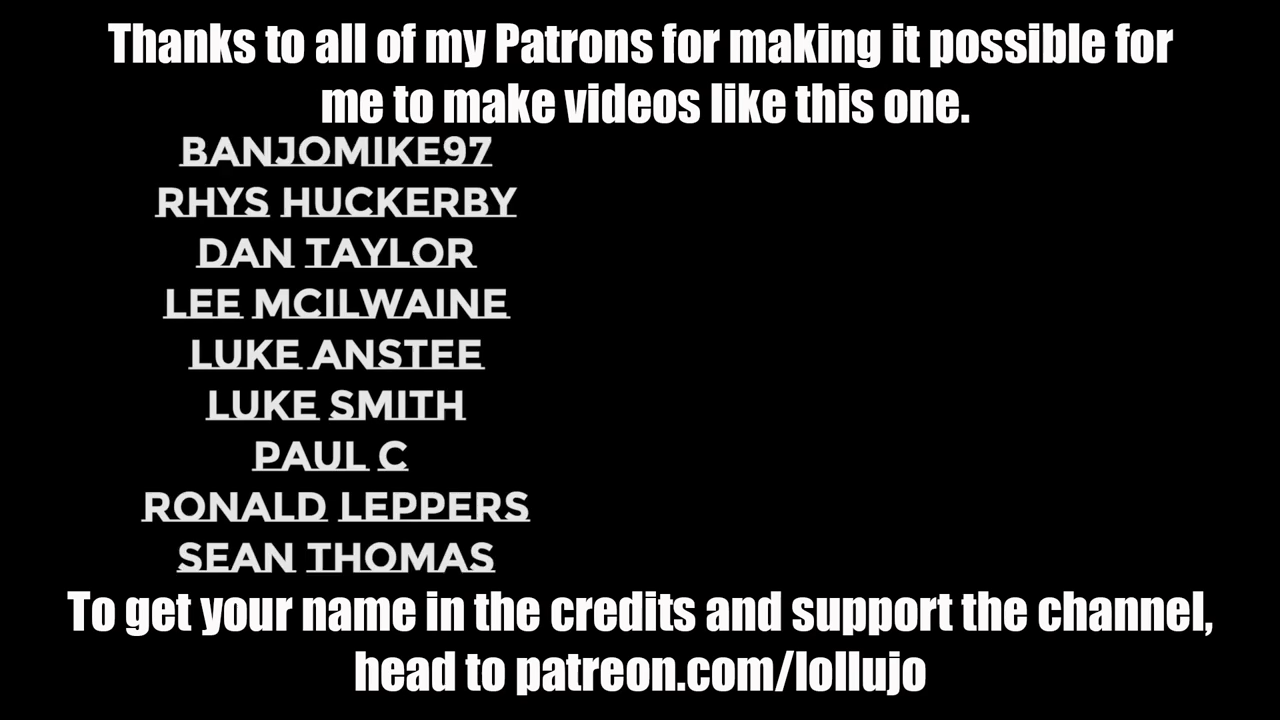 Thanks to all of my Patrons for making it possible for
me to make videos like this one.
BANJOMIKE97
RHYS HUCKERBY
DAN TAYLOR
LEE MCILWAINE
LUKE ANSTEE
LUKE SMITH
PAUL C
RONALD LEPPERS
SEAN THOMAS
To get your name in the credits and support the channel,
head to patreon.com/lollujo